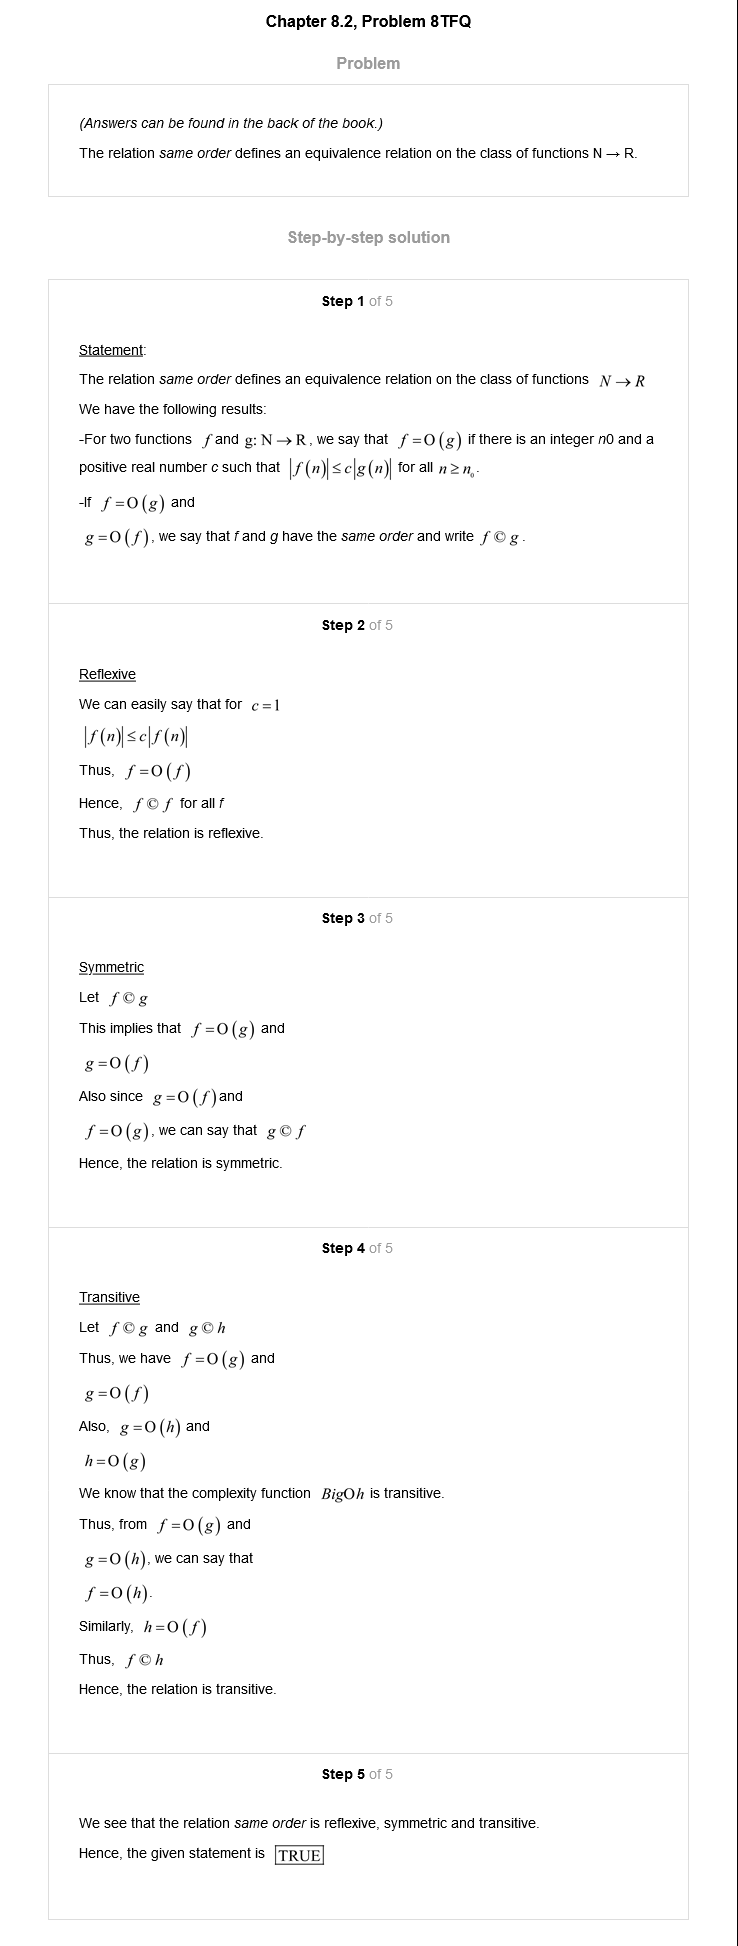 Chapter 8.2, Problem 8TFQ
Problem
(Answers can be found in the back of the book.)
The relation same order defines an equivalence relation on the class of functions N → R.
Step-by-step solution
Step 1 of 5
Statement:
The relation same order defines an equivalence relation on the class of functions N → R
We have the following results:
-For two functions f and g: N → R, we say that f = O(g) if there is an integer n0 and a
positive real number c such that |f(n)| ≤ c|g(n)| for all n ≥ n₀.
-If f = O(g) and
g = O(f), we say that f and g have the same order and write f © g.
Step 2 of 5
Reflexive
We can easily say that for c = 1
|f(n)| ≤ c|f(n)|
Thus, f = O(f)
Hence, f © f for all f
Thus, the relation is reflexive.
Step 3 of 5
Symmetric
Let f © g
This implies that f = O(g) and
g = O(f)
Also since g = O(f) and
f = O(g), we can say that g © f
Hence, the relation is symmetric.
Step 4 of 5
Transitive
Let f © g and g © h
Thus, we have f = O(g) and
g = O(f)
Also, g = O(h) and
h = O(g)
We know that the complexity function BigOh is transitive.
Thus, from f = O(g) and
g = O(h), we can say that
f = O(h).
Similarly, h = O(f)
Thus, f © h
Hence, the relation is transitive.
Step 5 of 5
We see that the relation same order is reflexive, symmetric and transitive.
Hence, the given statement is TRUE